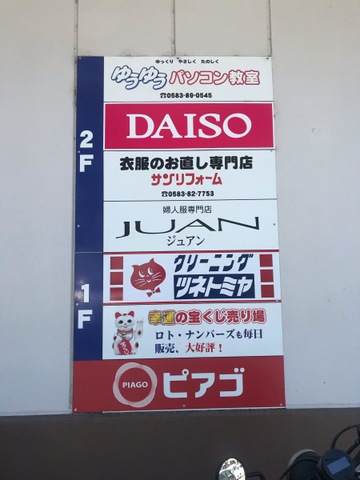 2F
ゆっくり やさしく たのしく
ゆうゆうパソコン教室
☎0583-89-0545
DAISO
衣服のお直し専門店
サンリフォーム
☎0583-82-7753
婦人服専門店
JUAN
ジュアン
1F
クリーニング
ツネトミヤ
幸運の宝くじ売り場
ロト・ナンバーズも毎日
販売、大好評!
PIAGO
ピアゴ